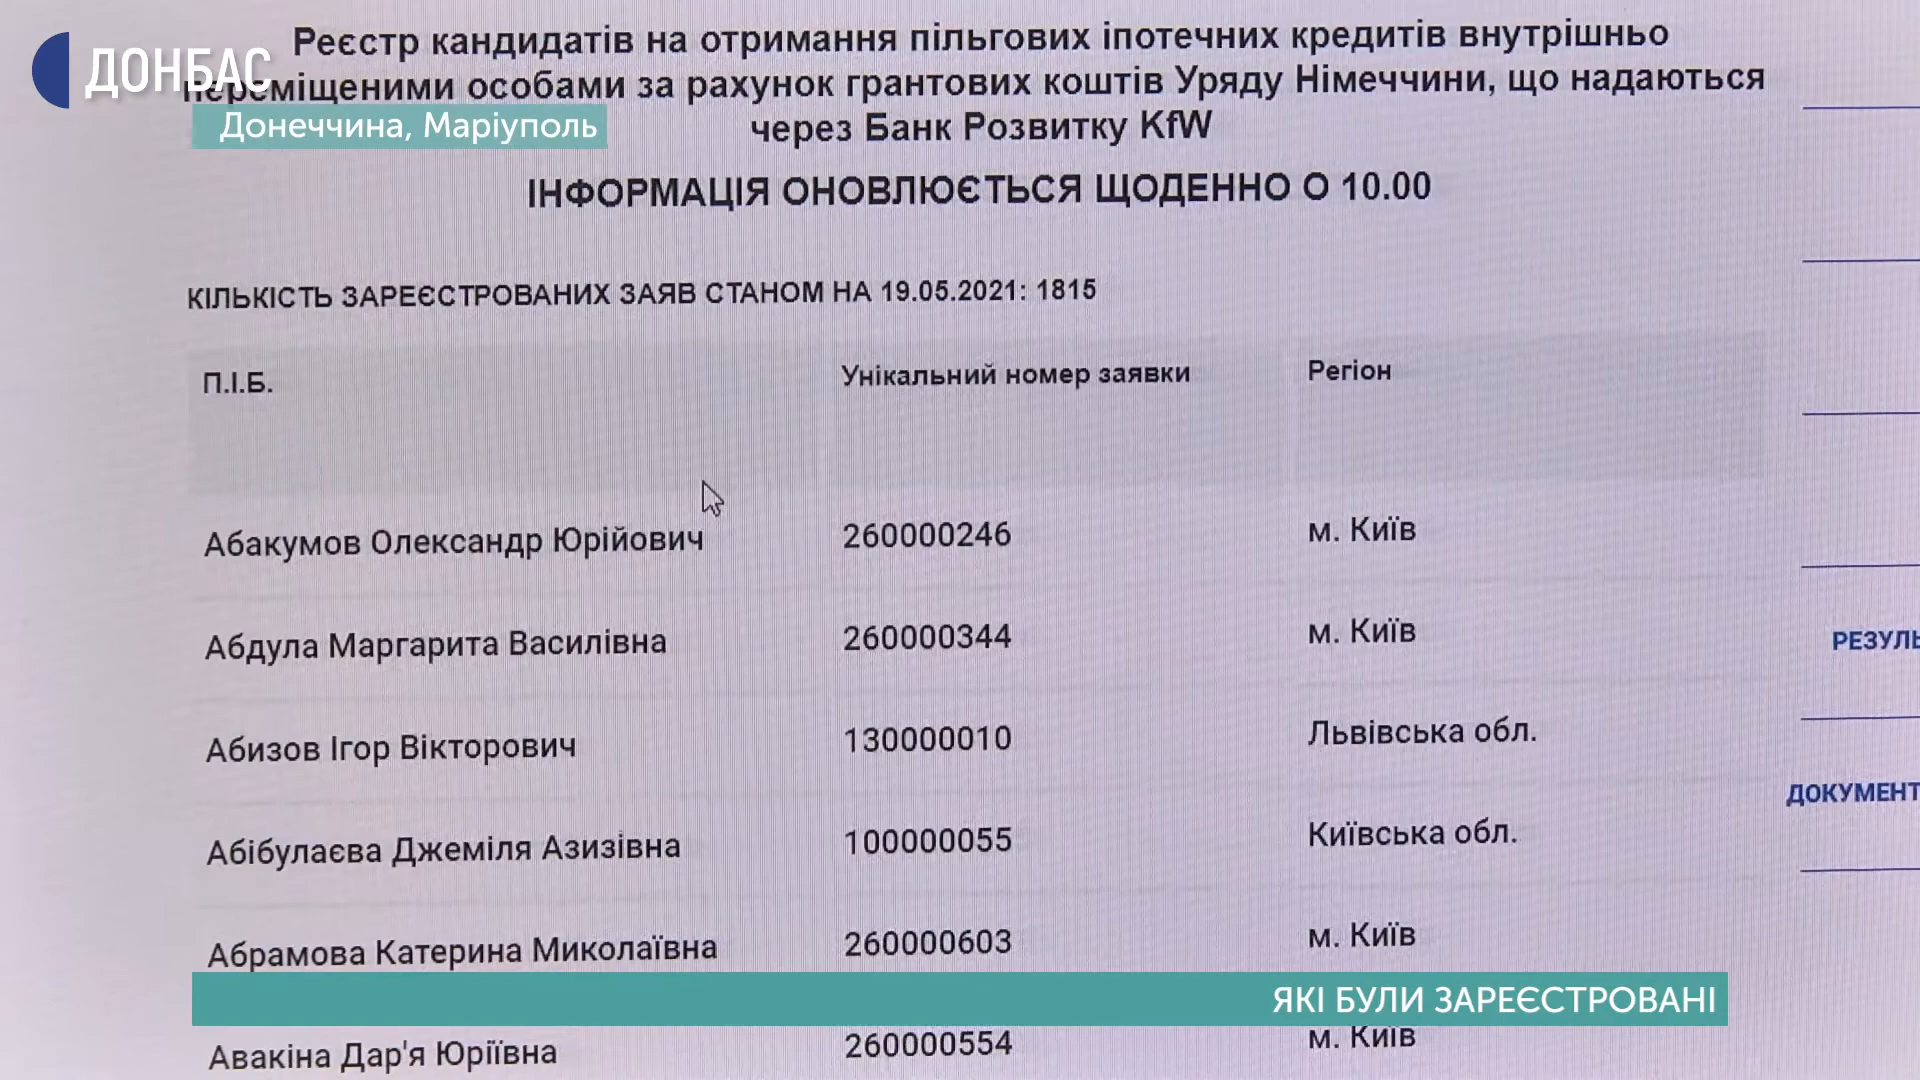 Реєстр кандидатів на отримання пільгових іпотечних кредитів внутрішньо
ДОНБАС
переміщеними особами за рахунок грантових коштів Уряду Німеччини, що надаються
Донеччина, Маріуполь
через Банк Розвитку KfW
ІНФОРМАЦІЯ ОНОВЛЮЄТЬСЯ ЩОДЕННО О 10.00
КІЛЬКІСТЬ ЗАРЕЄСТРОВАНИХ ЗАЯВ СТАНОМ НА 19.05.2021: 1815
П.І.Б. Унікальний номер заявки Регіон
Абакумов Олександр Юрійович 260000246 м. Київ
Абдула Маргарита Василівна 260000344 м. Київ
РЕЗУЛЬ
Абизов Ігор Вікторович 130000010 Львівська обл.
ДОКУМЕНТ
Абібулаєва Джеміля Азизівна 100000055 Київська обл.
Абрамова Катерина Миколаївна 260000603 м. Київ
ЯКІ БУЛИ ЗАРЕЄСТРОВАНІ
Авакіна Дар'я Юріївна 260000554 м. Київ